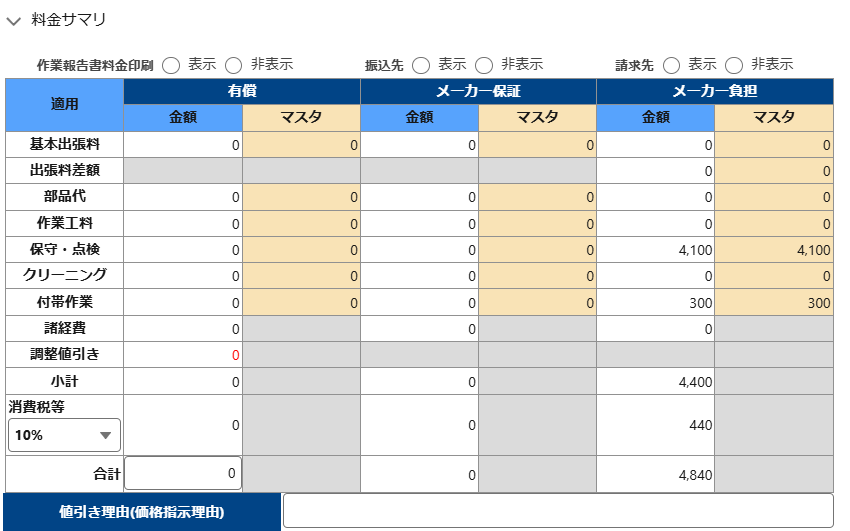 料金サマリ
作業報告書料金印刷 表示 非表示 振込先 表示 非表示 請求先 表示 非表示
適用 有償 メーカー保証 メーカー負担
金額 マスタ 金額 マスタ 金額 マスタ
基本出張料 0 0 0 0 0 0
出張料差額 0 0
部品代 0 0 0 0 0 0
作業工料 0 0 0 0 0 0
保守・点検 0 0 0 0 4,100 4,100
クリーニング 0 0 0 0 0 0
付帯作業 0 0 0 0 300 300
諸経費 0 0 0
調整値引き 0
小計 0 0 4,400
消費税等
10% 0 0 440
合計 0 0 4,840
値引き理由(価格指示理由)